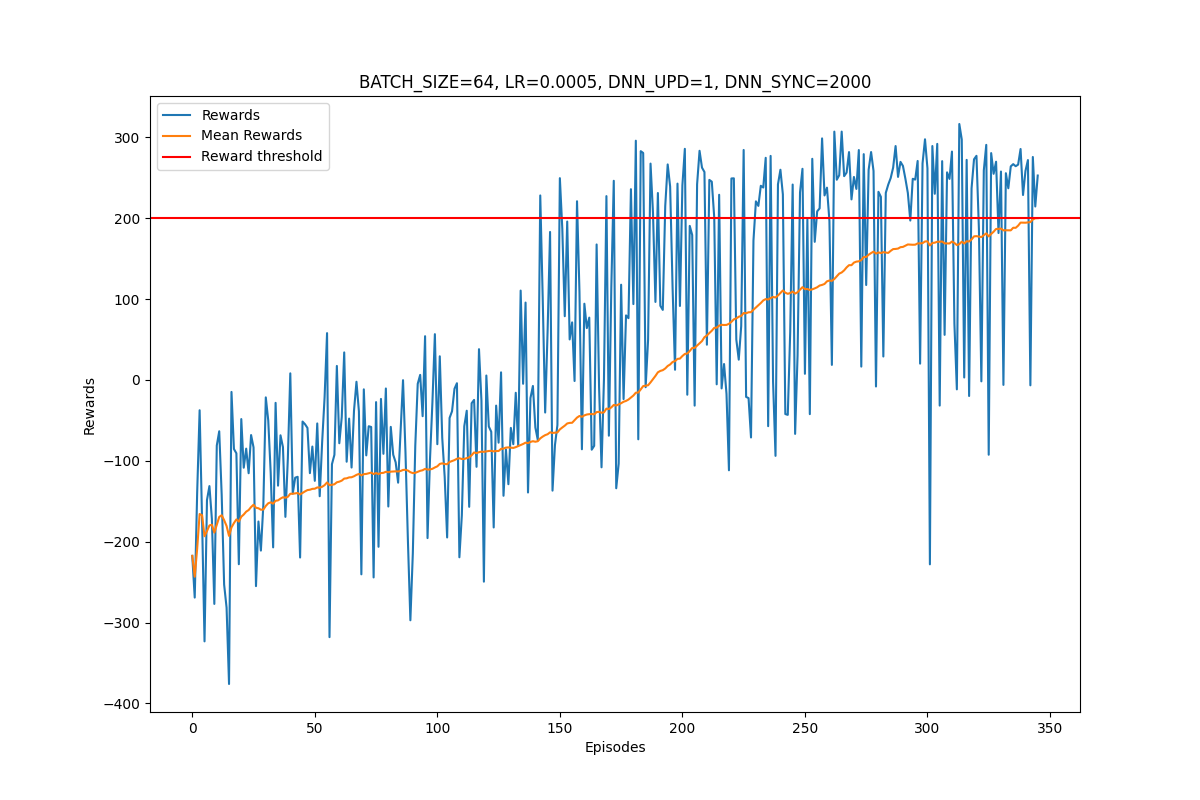 BATCH_SIZE=64, LR=0.0005, DNN_UPD=1, DNN_SYNC=2000
Rewards
Mean Rewards
Reward threshold
300
200
100
0
−100
−200
−300
−400
Rewards
0 50 100 150 200 250 300 350
Episodes